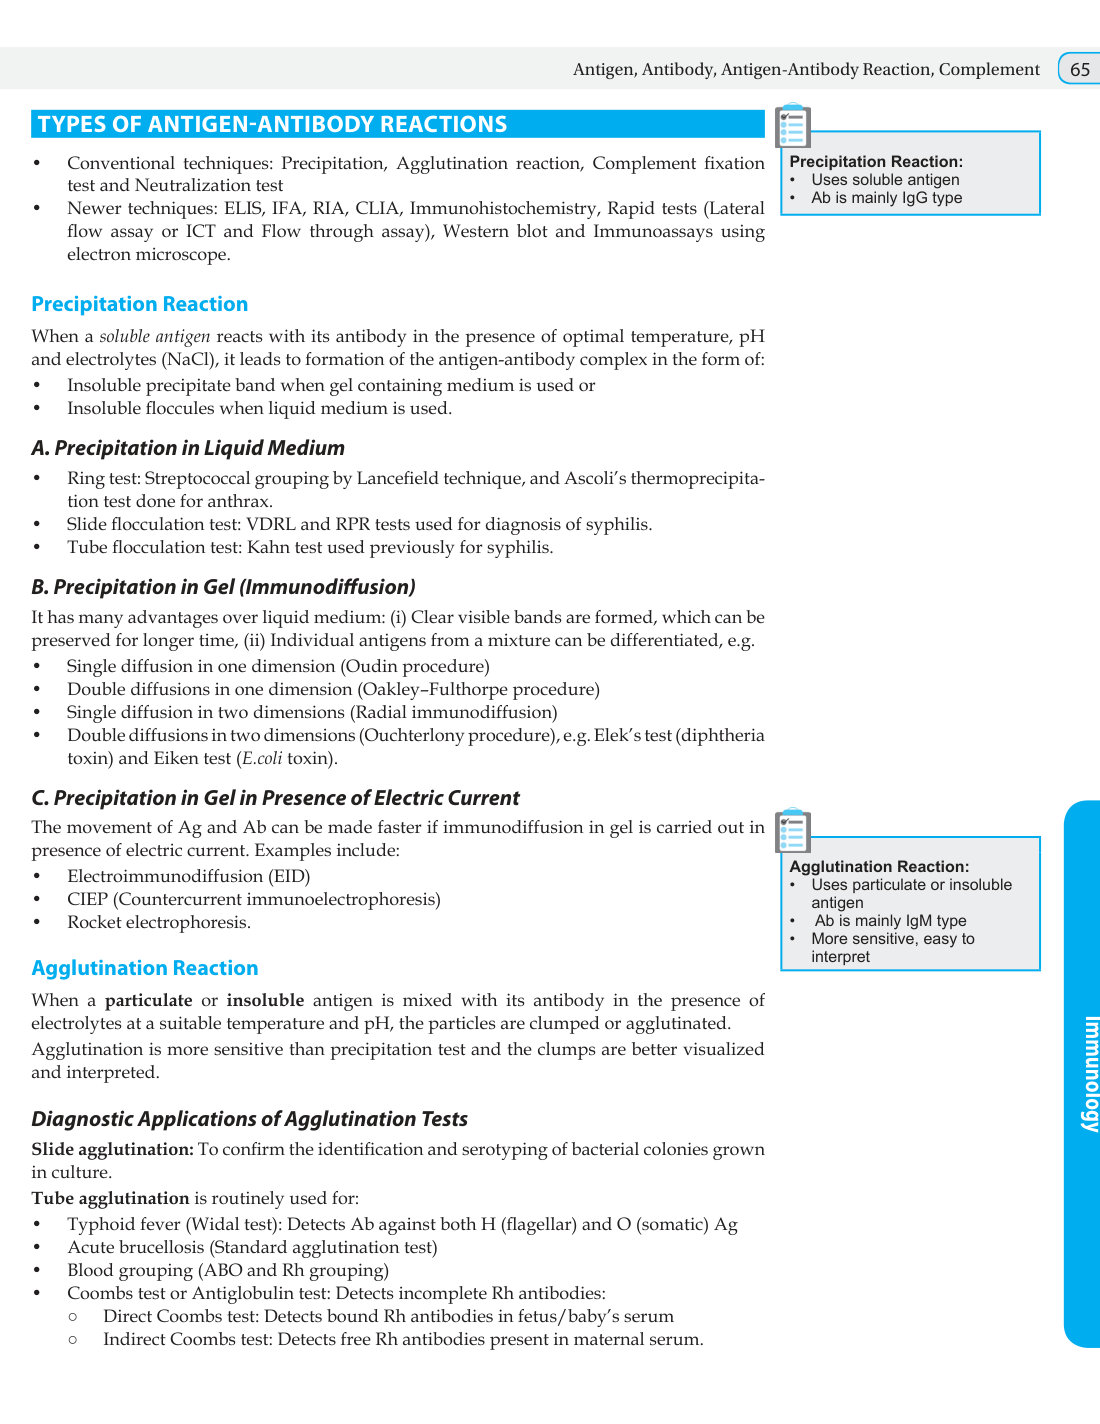 Antigen, Antibody, Antigen-Antibody Reaction, Complement 65
TYPES OF ANTIGEN-ANTIBODY REACTIONS
• Conventional techniques: Precipitation, Agglutination reaction, Complement fixation
test and Neutralization test
• Newer techniques: ELIS, IFA, RIA, CLIA, Immunohistochemistry, Rapid tests (Lateral
flow assay or ICT and Flow through assay), Western blot and Immunoassays using
electron microscope.
Precipitation Reaction:
• Uses soluble antigen
• Ab is mainly IgG type
Precipitation Reaction
When a soluble antigen reacts with its antibody in the presence of optimal temperature, pH
and electrolytes (NaCl), it leads to formation of the antigen-antibody complex in the form of:
• Insoluble precipitate band when gel containing medium is used or
• Insoluble floccules when liquid medium is used.
A. Precipitation in Liquid Medium
• Ring test: Streptococcal grouping by Lancefield technique, and Ascoli's thermoprecipita-
tion test done for anthrax.
• Slide flocculation test: VDRL and RPR tests used for diagnosis of syphilis.
• Tube flocculation test: Kahn test used previously for syphilis.
B. Precipitation in Gel (Immunodiffusion)
It has many advantages over liquid medium: (i) Clear visible bands are formed, which can be
preserved for longer time, (ii) Individual antigens from a mixture can be differentiated, e.g.
• Single diffusion in one dimension (Oudin procedure)
• Double diffusions in one dimension (Oakley–Fulthorpe procedure)
• Single diffusion in two dimensions (Radial immunodiffusion)
• Double diffusions in two dimensions (Ouchterlony procedure), e.g. Elek's test (diphtheria
toxin) and Eiken test (E.coli toxin).
C. Precipitation in Gel in Presence of Electric Current
The movement of Ag and Ab can be made faster if immunodiffusion in gel is carried out in
presence of electric current. Examples include:
• Electroimmunodiffusion (EID)
• CIEP (Countercurrent immunoelectrophoresis)
• Rocket electrophoresis.
Agglutination Reaction:
• Uses particulate or insoluble
antigen
• Ab is mainly IgM type
• More sensitive, easy to
interpret
Agglutination Reaction
When a particulate or insoluble antigen is mixed with its antibody in the presence of
electrolytes at a suitable temperature and pH, the particles are clumped or agglutinated.
Agglutination is more sensitive than precipitation test and the clumps are better visualized
and interpreted.
Diagnostic Applications of Agglutination Tests
Slide agglutination: To confirm the identification and serotyping of bacterial colonies grown
in culture.
Tube agglutination is routinely used for:
• Typhoid fever (Widal test): Detects Ab against both H (flagellar) and O (somatic) Ag
• Acute brucellosis (Standard agglutination test)
• Blood grouping (ABO and Rh grouping)
• Coombs test or Antiglobulin test: Detects incomplete Rh antibodies:
○ Direct Coombs test: Detects bound Rh antibodies in fetus/baby's serum
○ Indirect Coombs test: Detects free Rh antibodies present in maternal serum.
Immunology